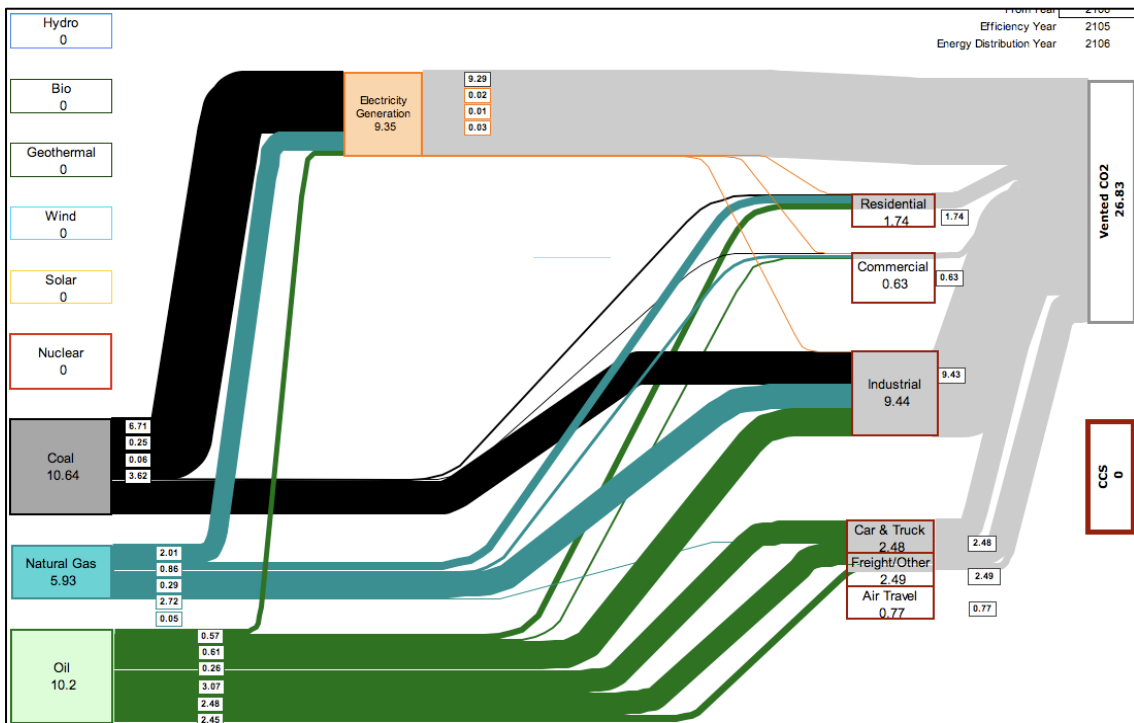 From Year 2100
Efficiency Year 2105
Energy Distribution Year 2106
Hydro
0
Bio
0
Geothermal
0
Wind
0
Solar
0
Nuclear
0
Coal
10.64
6.71
0.25
0.06
3.62
Natural Gas
5.93
2.01
0.86
0.29
2.72
0.05
Oil
10.2
0.57
0.61
0.26
3.07
2.48
2.45
Electricity
Generation
9.35
9.29
0.02
0.01
0.03
Residential
1.74
1.74
Commercial
0.63
0.63
Industrial
9.44
9.43
Car & Truck
2.48
2.48
Freight/Other
2.49
2.49
Air Travel
0.77
0.77
Vented CO2
26.83
CCS
0